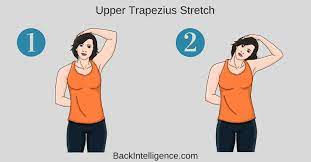 Upper Trapezius Stretch
1
2
BackIntelligence.com